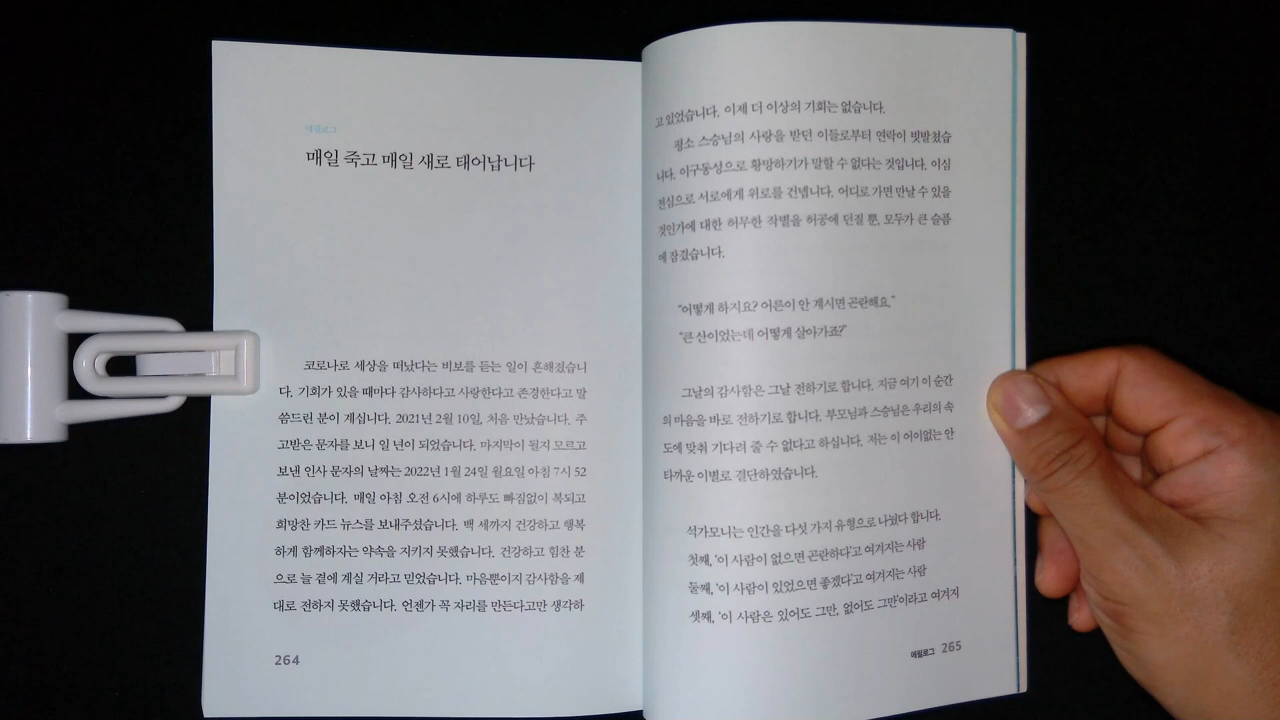 에필로그
매일 죽고 매일 새로 태어납니다
코로나로 세상을 떠났다는 비보를 듣는 일이 흔해졌습니
다. 기회가 있을 때마다 감사하다고 사랑한다고 존경한다고 말
씀드린 분이 계십니다. 2021년 2월 10일, 처음 만났습니다. 주
고받은 문자를 보니 일 년이 되었습니다. 마지막이 될지 모르고
보낸 인사 문자의 날짜는 2022년 1월 24일 월요일 아침 7시 52
분이었습니다. 매일 아침 오전 6시에 하루도 빠짐없이 복되고
희망찬 카드 뉴스를 보내주셨습니다. 백 세까지 건강하고 행복
하게 함께하자는 약속을 지키지 못했습니다. 건강하고 힘찬 분
으로 늘 곁에 계실 거라고 믿었습니다. 마음뿐이지 감사함을 제
대로 전하지 못했습니다. 언젠가 꼭 자리를 만든다고만 생각하
264
고 있었습니다. 이제 더 이상의 기회는 없습니다.
평소 스승님의 사랑을 받던 이들로부터 연락이 빗발쳤습
니다. 이구동성으로 황망하기가 말할 수 없다는 것입니다. 이심
전심으로 서로에게 위로를 건넵니다. 어디로 가면 만날 수 있을
것인가에 대한 허무한 작별을 허공에 던질 뿐, 모두가 큰 슬픔
에 잠겼습니다.
“어떻게 하지요? 어른이 안 계시면 곤란해요.”
“큰 산이었는데 어떻게 살아가죠?”
그날의 감사함은 그날 전하기로 합니다. 지금 여기 이 순간
의 마음을 바로 전하기로 합니다. 부모님과 스승님은 우리의 속
도에 맞춰 기다려 줄 수 없다고 하십니다. 저는 이 어이없는 안
타까운 이별로 결단하였습니다.
석가모니는 인간을 다섯 가지 유형으로 나눴다 합니다.
첫째, ‘이 사람이 없으면 곤란하다’고 여겨지는 사람
둘째, ‘이 사람이 있었으면 좋겠다’고 여겨지는 사람
셋째, ‘이 사람은 있어도 그만, 없어도 그만’이라고 여겨지
에필로그 265